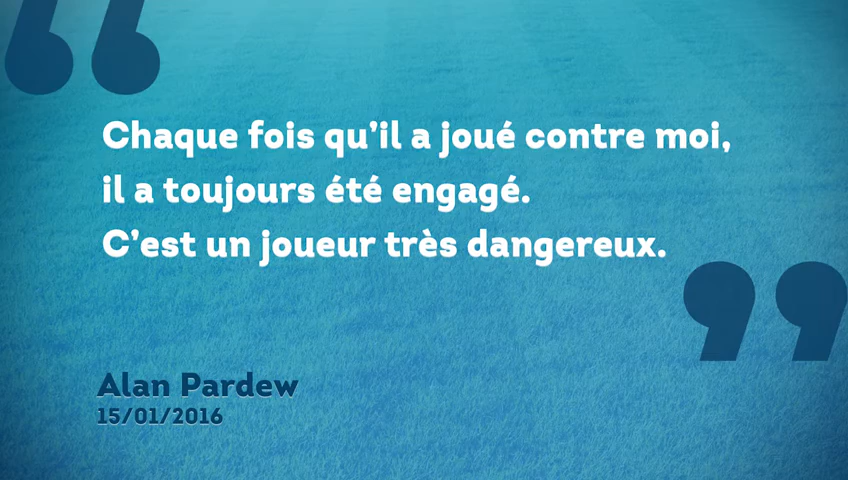 Chaque fois qu'il a joué contre moi,
il a toujours été engagé.
C'est un joueur très dangereux.
Alan Pardew
15/01/2016